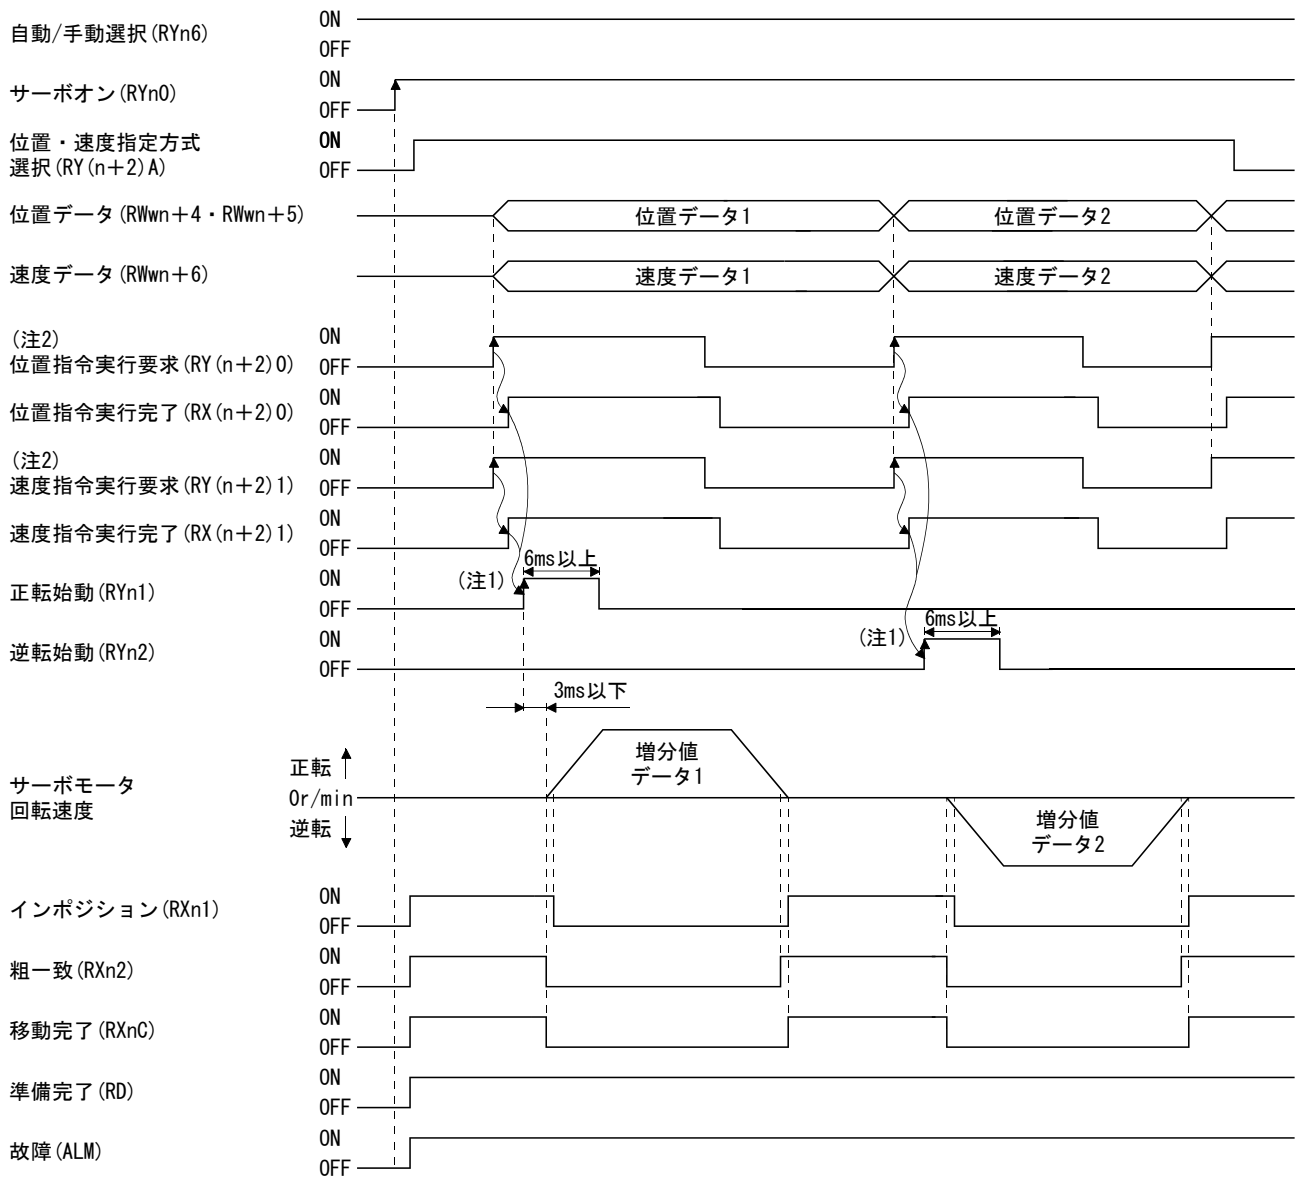 自動/手動選択(RYn6)
ON
OFF
サーボオン(RYn0)
ON
OFF
位置・速度指定方式
選択(RY(n+2)A)
ON
OFF
位置データ(RWwn+4・RWwn+5)
位置データ1
位置データ2
速度データ(RWwn+6)
速度データ1
速度データ2
(注2)
位置指令実行要求(RY(n+2)0)
ON
OFF
位置指令実行完了(RX(n+2)0)
ON
OFF
(注2)
速度指令実行要求(RY(n+2)1)
ON
OFF
速度指令実行完了(RX(n+2)1)
ON
OFF
正転始動(RYn1)
ON
OFF
(注1)
6ms以上
逆転始動(RYn2)
ON
OFF
(注1)
6ms以上
3ms以下
サーボモータ
回転速度
正転
0r/min
逆転
増分値
データ1
増分値
データ2
インポジション(RXn1)
ON
OFF
粗一致(RXn2)
ON
OFF
移動完了(RXnC)
ON
OFF
準備完了(RD)
ON
OFF
故障(ALM)
ON
OFF